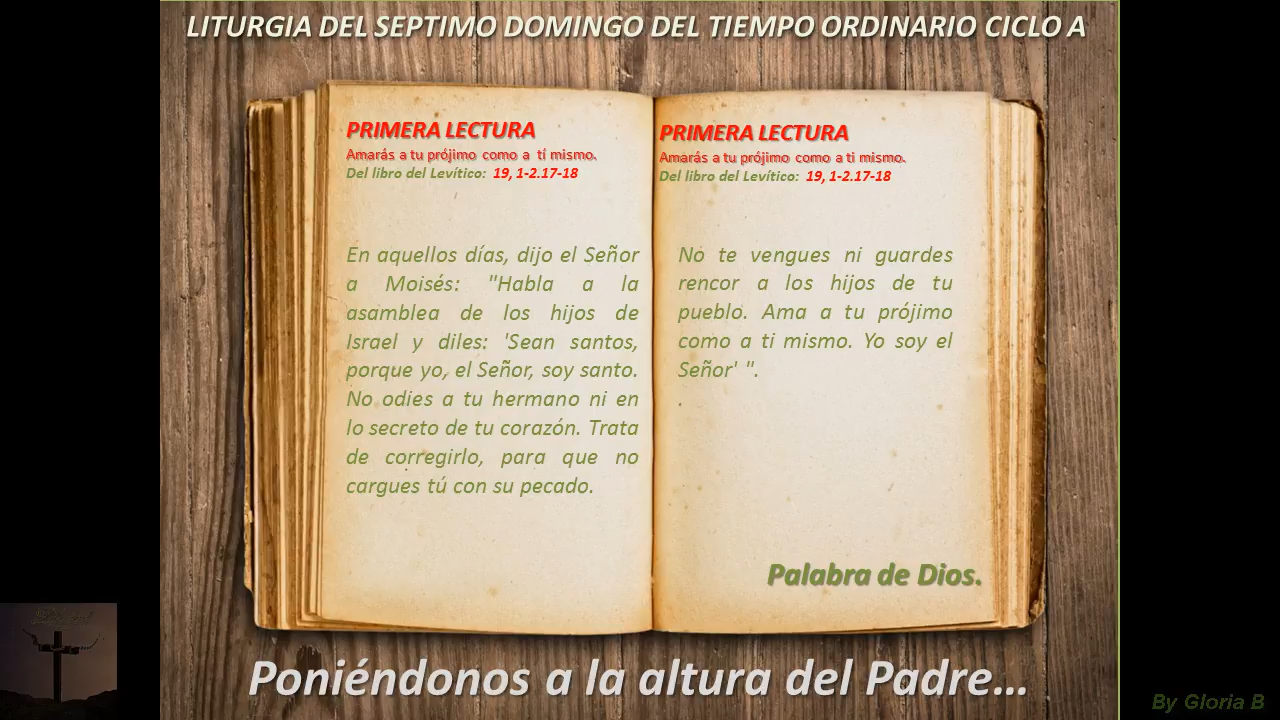 LITURGIA DEL SEPTIMO DOMINGO DEL TIEMPO ORDINARIO CICLO A
PRIMERA LECTURA
Amarás a tu prójimo como a tí mismo.
Del libro del Levítico: 19, 1-2.17-18
En aquellos días, dijo el Señor
a Moisés: "Habla a la
asamblea de los hijos de
Israel y diles: 'Sean santos,
porque yo, el Señor, soy santo.
No odies a tu hermano ni en
lo secreto de tu corazón. Trata
de corregirlo, para que no
cargues tú con su pecado.
PRIMERA LECTURA
Amarás a tu prójimo como a ti mismo.
Del libro del Levítico: 19, 1-2.17-18
No te vengues ni guardes
rencor a los hijos de tu
pueblo. Ama a tu prójimo
como a ti mismo. Yo soy el
Señor' ".
.
Palabra de Dios.
Poniéndonos a la altura del Padre...
By Gloria B